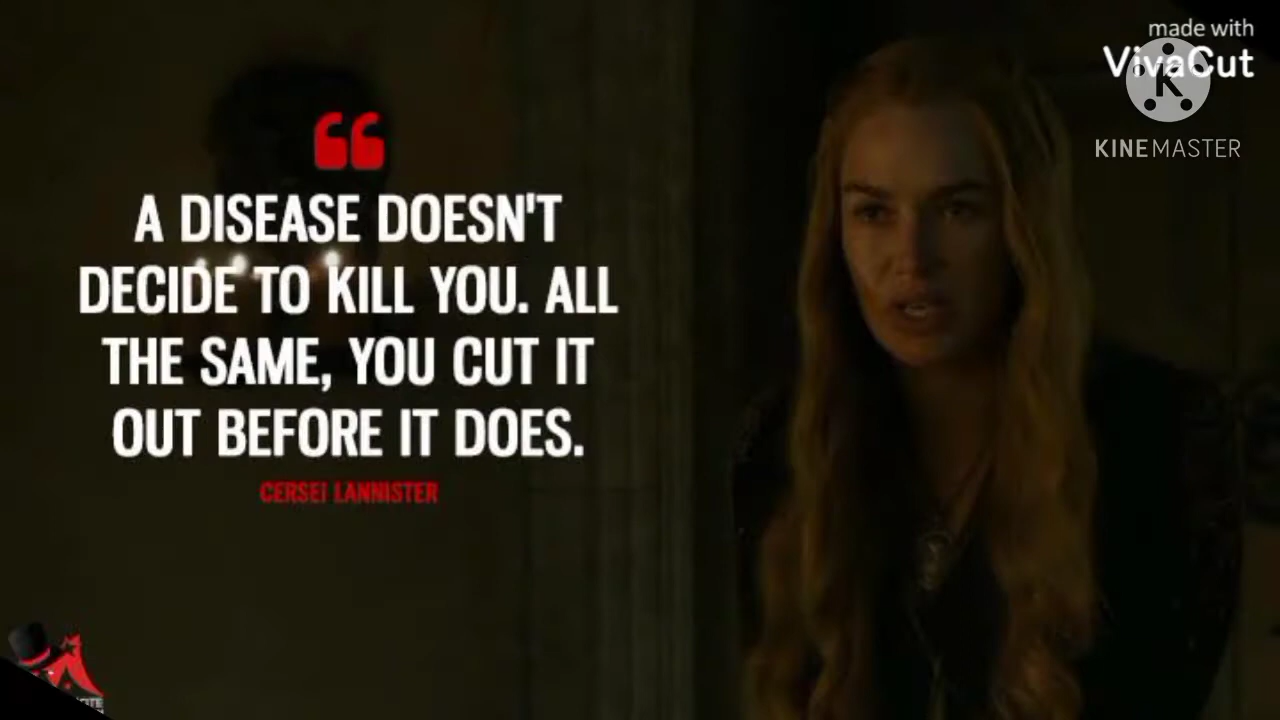 made with
VivaCut
K
KINEMASTER
“
A DISEASE DOESN'T
DECIDE TO KILL YOU. ALL
THE SAME, YOU CUT IT
OUT BEFORE IT DOES.
CERSEI LANNISTER